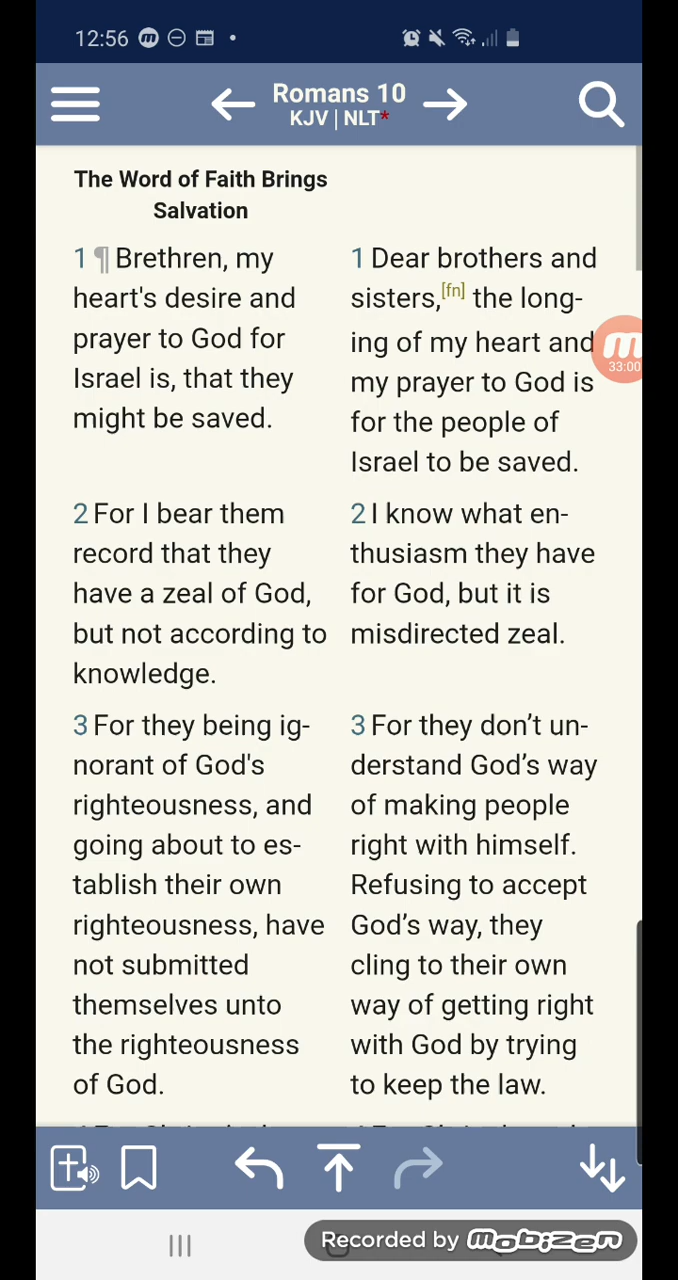 12:56
Romans 10
KJV | NLT*
The Word of Faith Brings
Salvation
1 ¶ Brethren, my
heart's desire and
prayer to God for
Israel is, that they
might be saved.
1 Dear brothers and
sisters,[fn] the long-
ing of my heart and
my prayer to God is
for the people of
Israel to be saved.
33:00
2 For I bear them
record that they
have a zeal of God,
but not according to
knowledge.
2 I know what en-
thusiasm they have
for God, but it is
misdirected zeal.
3 For they being ig-
norant of God's
righteousness, and
going about to es-
tablish their own
righteousness, have
not submitted
themselves unto
the righteousness
of God.
3 For they don’t un-
derstand God’s way
of making people
right with himself.
Refusing to accept
God’s way, they
cling to their own
way of getting right
with God by trying
to keep the law.
Recorded by mobizen